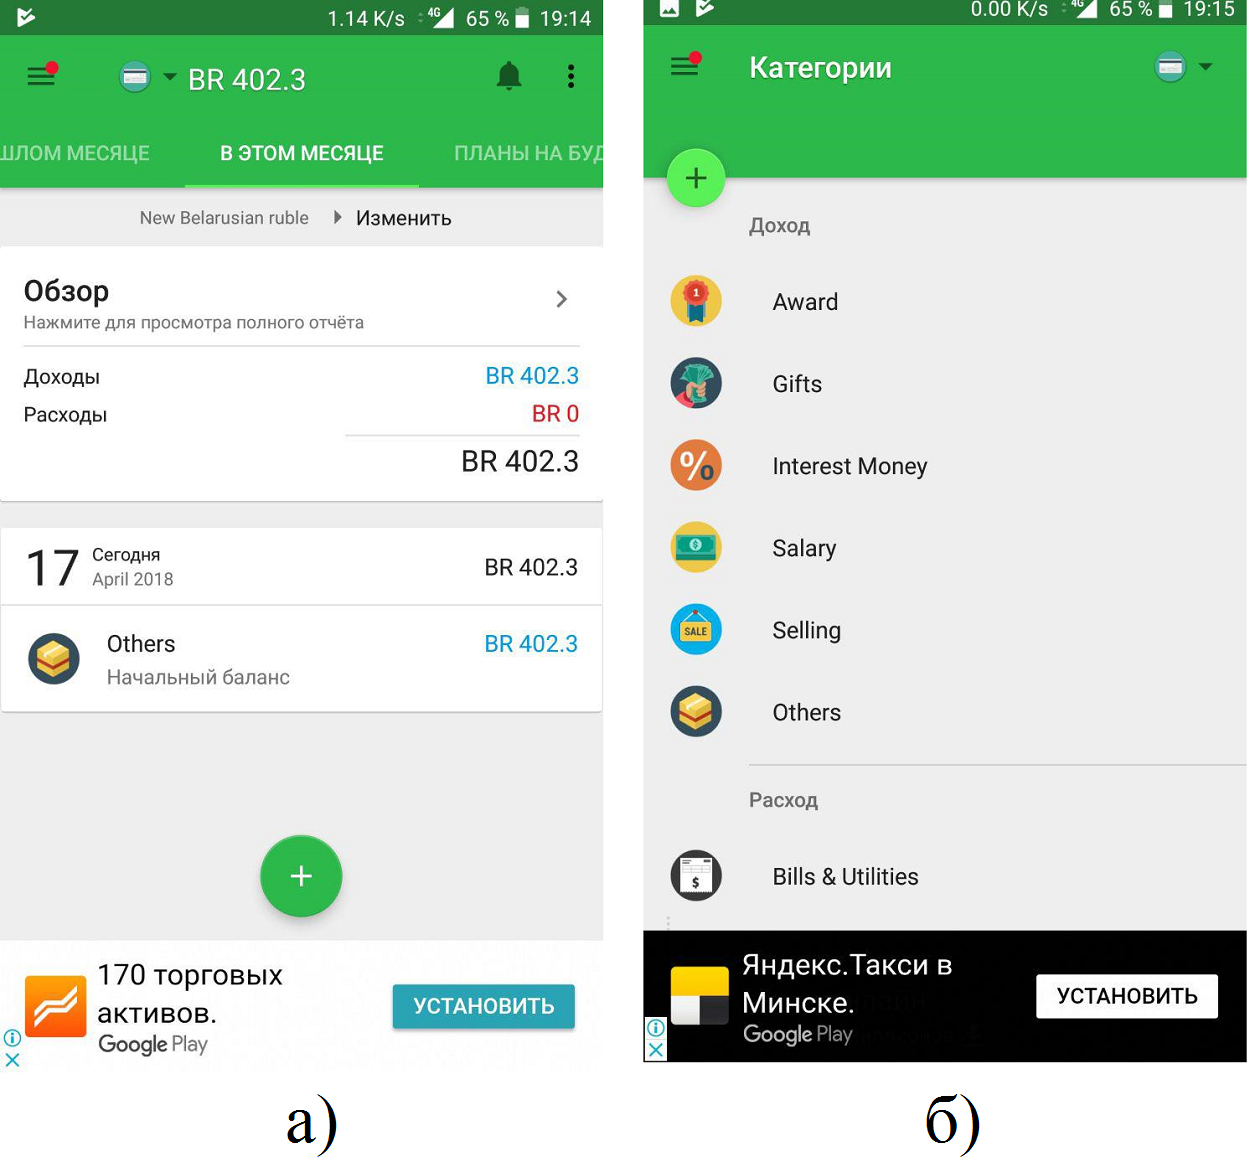 1.14 K/s 4G 65 % 19:14
BR 402.3
ШЛОМ МЕСЯЦЕ В ЭТОМ МЕСЯЦЕ ПЛАНЫ НА БУД
New Belarusian ruble Изменить
Обзор
Нажмите для просмотра полного отчёта
Доходы BR 402.3
Расходы BR 0
BR 402.3
17 Сегодня
April 2018
BR 402.3
Others BR 402.3
Начальный баланс
+
170 торговых
активов.
Google Play
УСТАНОВИТЬ
а)
0.00 K/s 4G 65 % 19:15
Категории
+
Доход
1
Award
Gifts
% Interest Money
$
Salary
SALE
Selling
Others
Расход
$
Bills & Utilities
Яндекс.Такси в
Минске.
Google Play
УСТАНОВИТЬ
б)